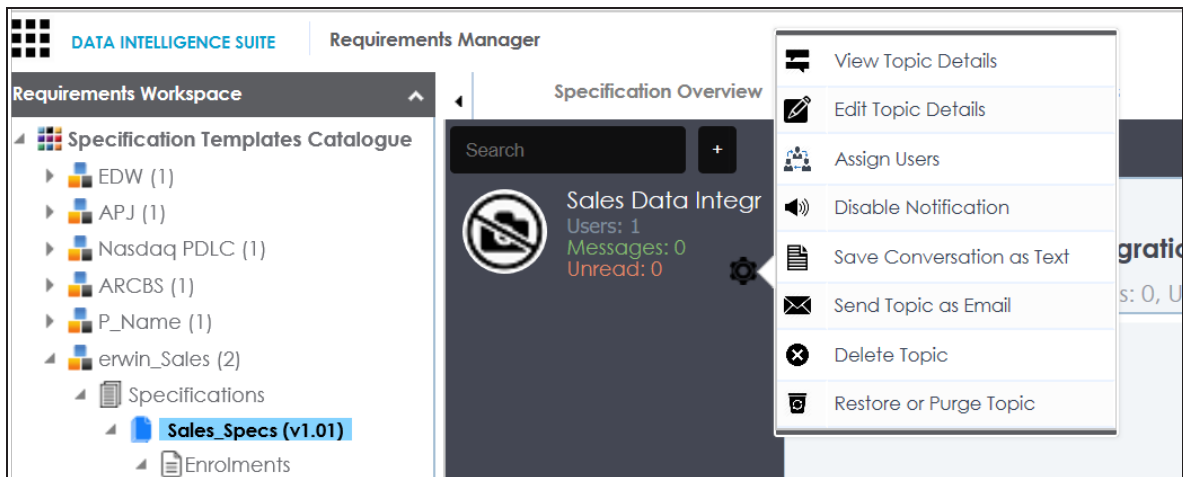 DATA INTELLIGENCE SUITE
Requirements Manager
Requirements Workspace
Specification Templates Catalogue
EDW (1)
APJ (1)
Nasdaq PDLC (1)
ARCBS (1)
P_Name (1)
erwin_Sales (2)
Specifications
Sales_Specs (v1.01)
Enrolments
Specification Overview
Search
+
Sales Data Integr
Users: 1
Messages: 0
Unread: 0
View Topic Details
Edit Topic Details
Assign Users
Disable Notification
Save Conversation as Text
Send Topic as Email
Delete Topic
Restore or Purge Topic
s: 0, U